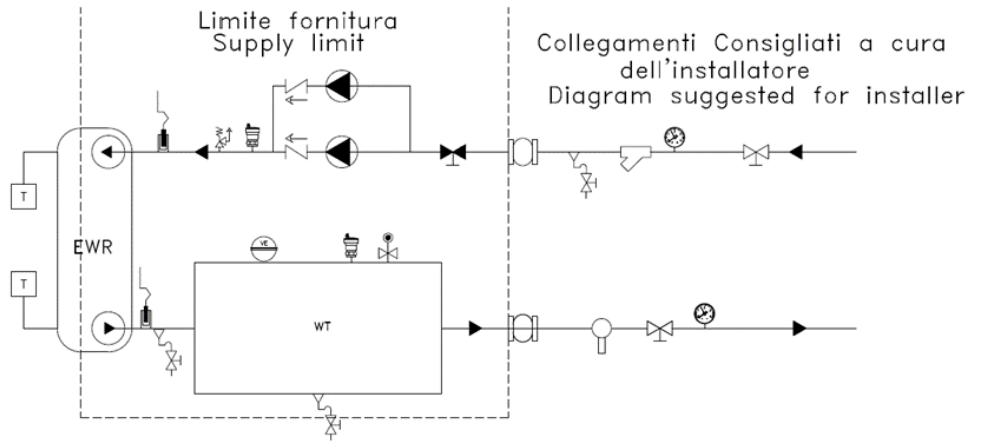 Limite fornitura
Supply limit
Collegamenti Consigliati a cura
dell'installatore
Diagram suggested for installer
T
EWR
T
VE
WT